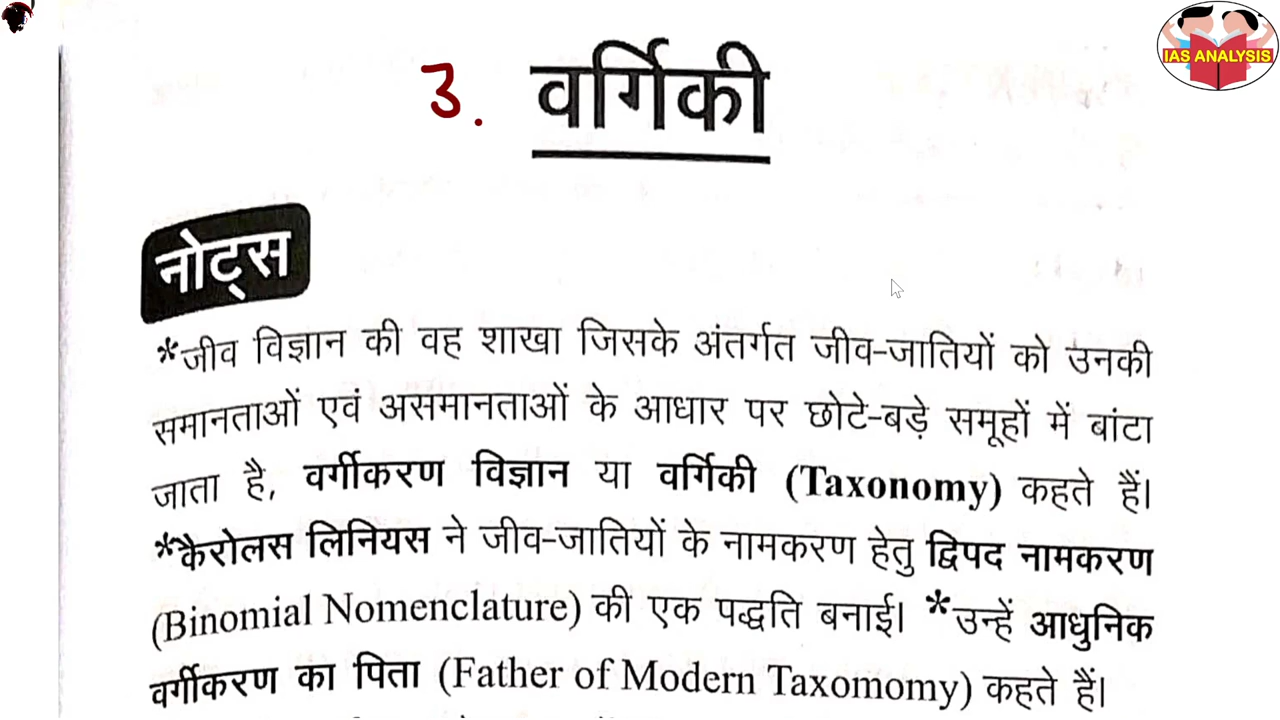 IAS ANALYSIS
3. वर्गिकी
नोट्स
*जीव विज्ञान की वह शाखा जिसके अंतर्गत जीव-जातियों को उनकी
समानताओं एवं असमानताओं के आधार पर छोटे-बड़े समूहों में बांटा
जाता है, वर्गीकरण विज्ञान या वर्गिकी (Taxonomy) कहते हैं।
*कैरोलस लिनियस ने जीव-जातियों के नामकरण हेतु द्विपद नामकरण
(Binomial Nomenclature) की एक पद्धति बनाई। *उन्हें आधुनिक
वर्गीकरण का पिता (Father of Modern Taxomomy) कहते हैं।